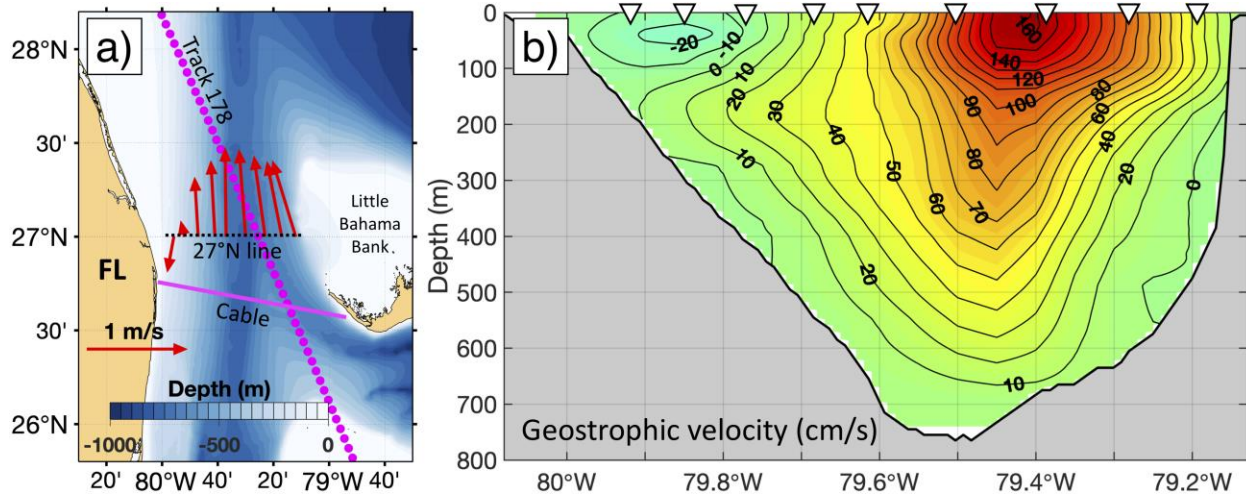 a)
28°N
30'
27°N
30'
26°N
20' 80°W 40' 20' 79°W 40'
Track 178
Little
Bahama
Bank
27°N line
FL
Cable
1 m/s
Depth (m)
-1000 -500 0
b)
0
100
200
300
400
500
600
700
800
Depth (m)
80°W 79.8°W 79.6°W 79.4°W 79.2°W
-20
-10
0
10
20
30
10
40
50
60
70
80
90
100
120
140
160
80
60
40
20
0
20
10
Geostrophic velocity (cm/s)